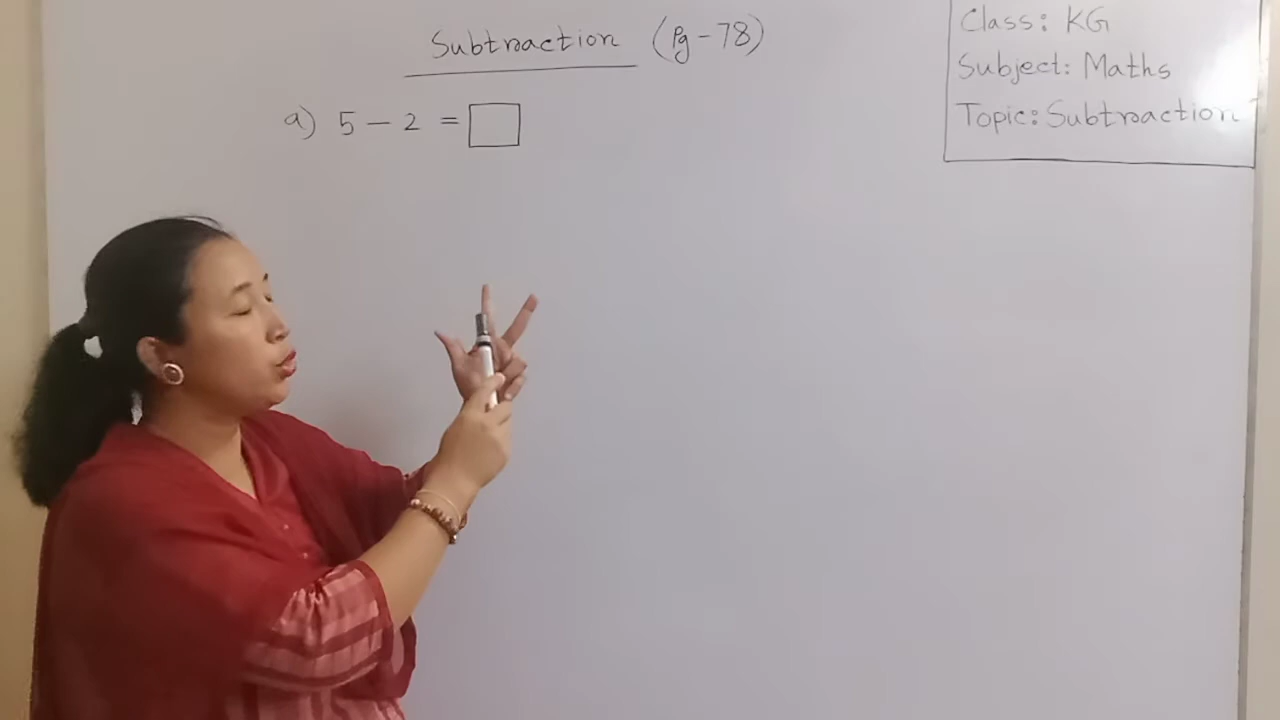 Subtraction (Pg-78)
a) 5 - 2 =
Class: KG
Subject: Maths
Topic: Subtraction